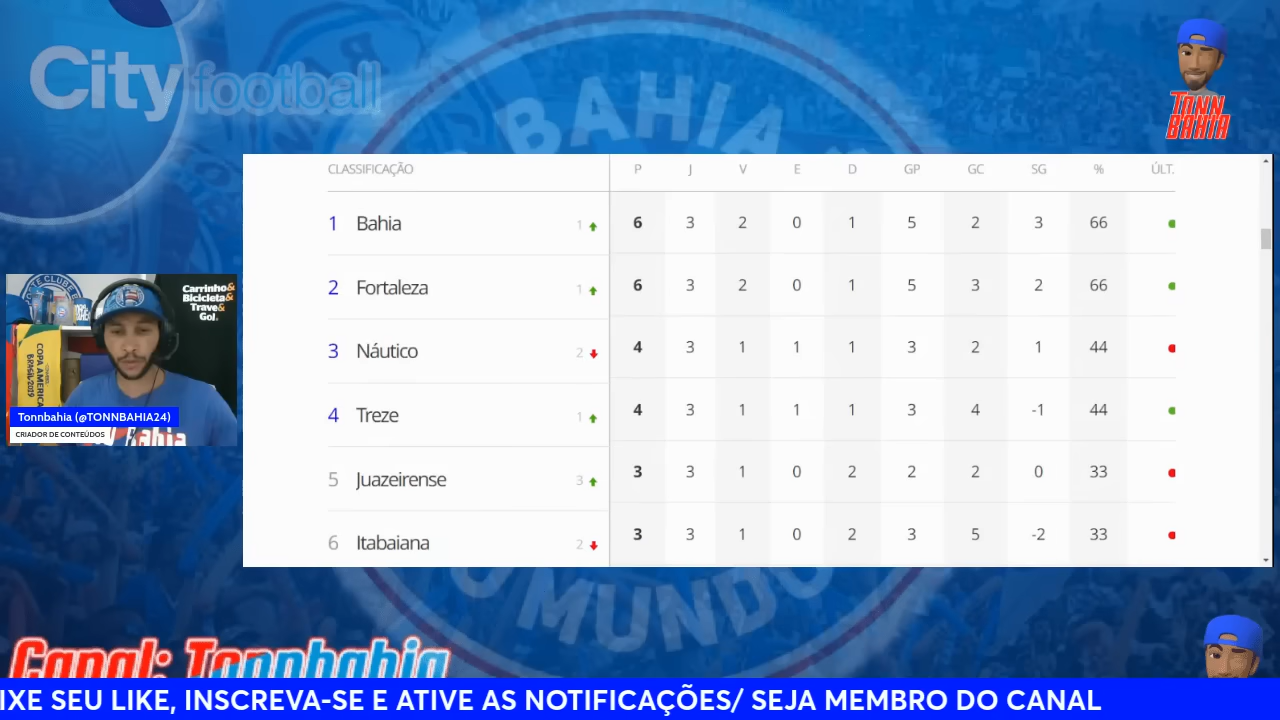 City football
BAHIA
TONN
BAHIA
CLASSIFICAÇÃO P J V E D GP GC SG % ÚLT.
1 Bahia 1 6 3 2 0 1 5 2 3 66
2 Fortaleza 1 6 3 2 0 1 5 3 2 66
3 Náutico 2 4 3 1 1 1 3 2 1 44
4 Treze 1 4 3 1 1 1 3 4 -1 44
5 Juazeirense 3 3 3 1 0 2 2 2 0 33
6 Itabaiana 2 3 3 1 0 2 3 5 -2 33
Carrinho&
Bicicleta&
Trave&
Gol.
COPA AMERICA
BRASIL 2019
Tonnbahia (@TONNBAHIA24)
CRIADOR DE CONTEÚDOS
Bahia
MUNDO
Canal: Tonnbahia
IXE SEU LIKE, INSCREVA-SE E ATIVE AS NOTIFICAÇÕES/ SEJA MEMBRO DO CANAL